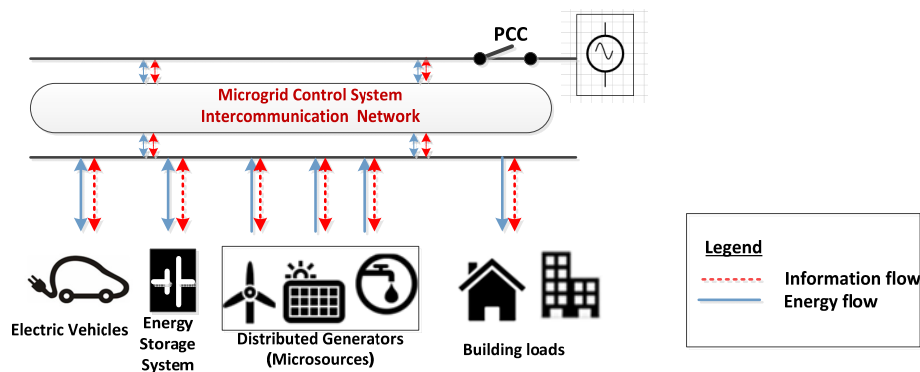 PCC
Microgrid Control System
Intercommunication Network
Electric Vehicles
Energy
Storage
System
Distributed Generators
(Microsources)
Building loads
Legend
Information flow
Energy flow